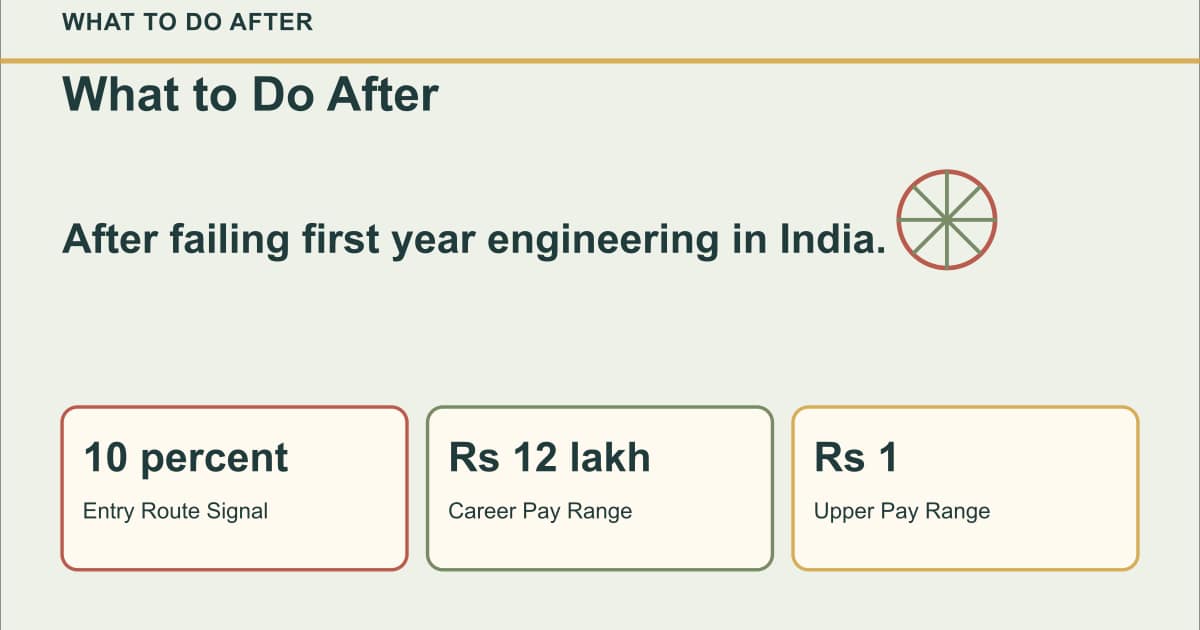 WHAT TO DO AFTER
What to Do After
After failing first year engineering in India.
10 percent
Entry Route Signal
Rs 12 lakh
Career Pay Range
Rs 1
Upper Pay Range